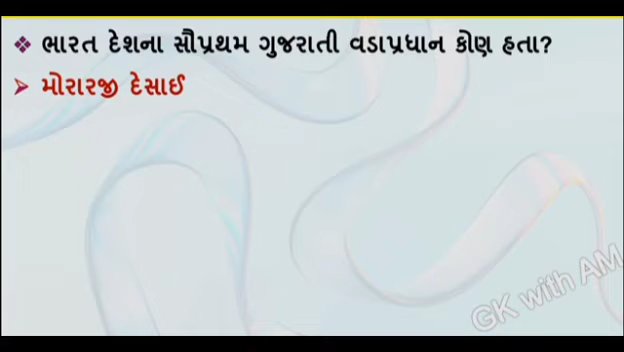 ❖ ભારત દેશના સૌપ્રથમ ગુજરાતી વડાપ્રધાન કોણ હતા?
➢ મોરારજી દેસાઈ
GK with AM